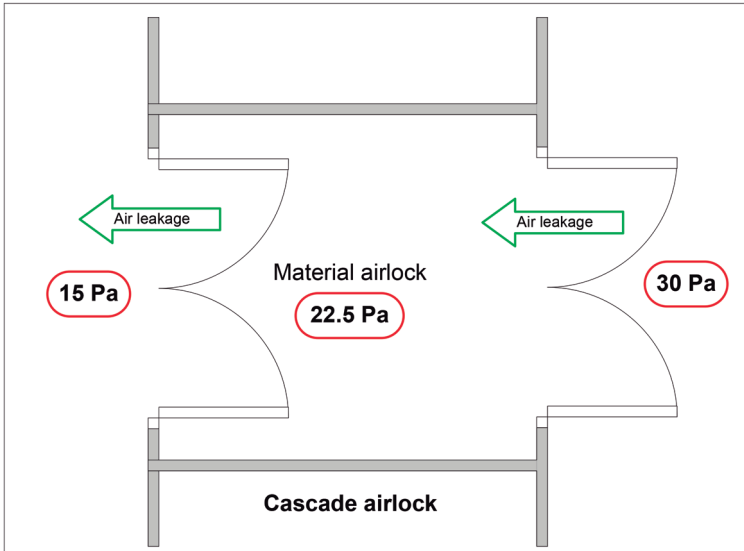 Air leakage
Air leakage
Material airlock
15 Pa
22.5 Pa
30 Pa
Cascade airlock